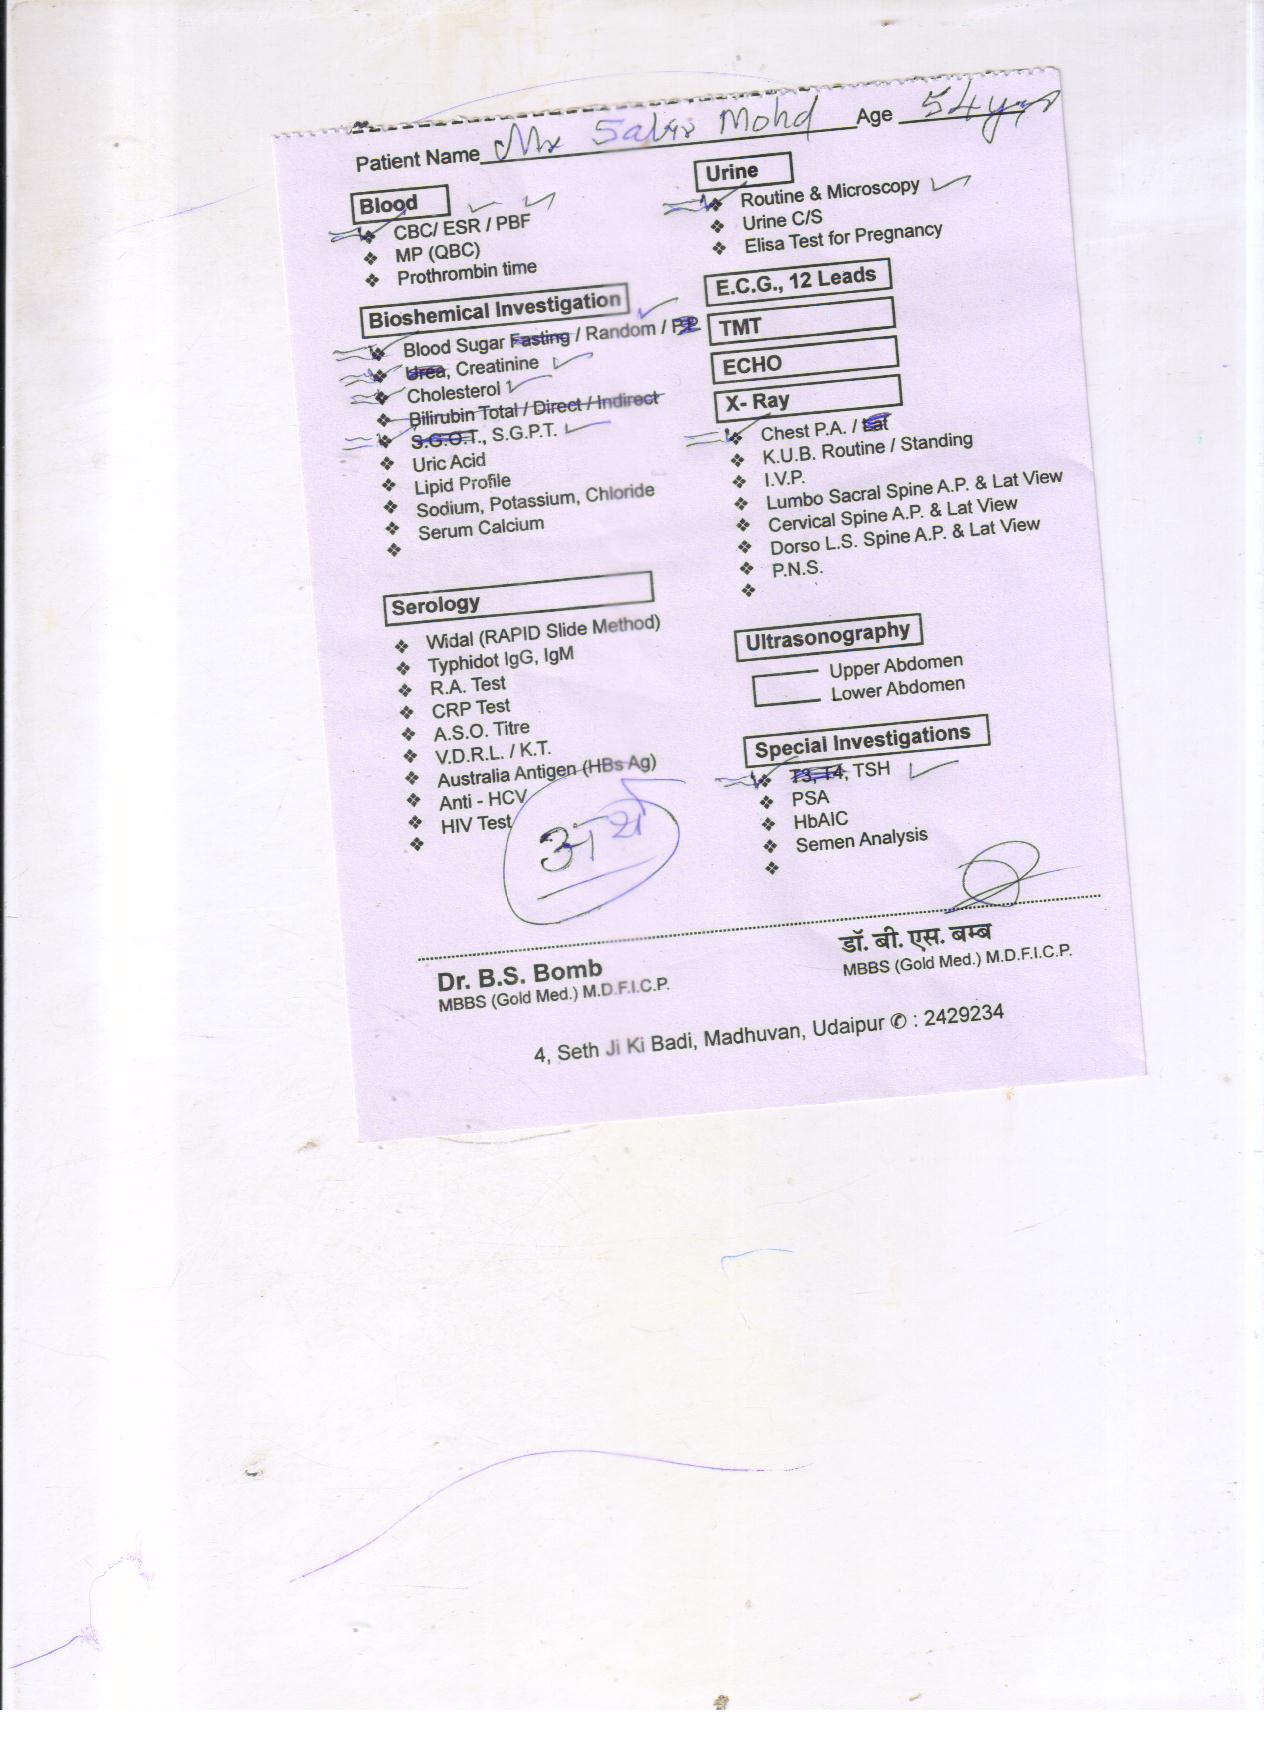 Patient Name Mr Sabir Mohd Age 54 yrs
Blood
CBC/ ESR / PBF
MP (QBC)
Prothrombin time
Bioshemical Investigation
Blood Sugar Fasting / Random / P.P.
Urea, Creatinine
Cholesterol
Bilirubin Total / Direct / Indirect
S.G.O.T., S.G.P.T.
Uric Acid
Lipid Profile
Sodium, Potassium, Chloride
Serum Calcium
Serology
Widal (RAPID Slide Method)
Typhidot IgG, IgM
R.A. Test
CRP Test
A.S.O. Titre
V.D.R.L. / K.T.
Australia Antigen (HBs Ag)
Anti - HCV
HIV Test
Urine
Routine & Microscopy
Urine C/S
Elisa Test for Pregnancy
E.C.G., 12 Leads
TMT
ECHO
X- Ray
Chest P.A. / Lat
K.U.B. Routine / Standing
I.V.P.
Lumbo Sacral Spine A.P. & Lat View
Cervical Spine A.P. & Lat View
Dorso L.S. Spine A.P. & Lat View
P.N.S.
Ultrasonography
Upper Abdomen
Lower Abdomen
Special Investigations
T3, T4, TSH
PSA
HbAIC
Semen Analysis
Dr. B.S. Bomb
MBBS (Gold Med.) M.D.F.I.C.P.
डॉ. बी. एस. बम्ब
MBBS (Gold Med.) M.D.F.I.C.P.
4, Seth Ji Ki Badi, Madhuvan, Udaipur ✆ : 2429234